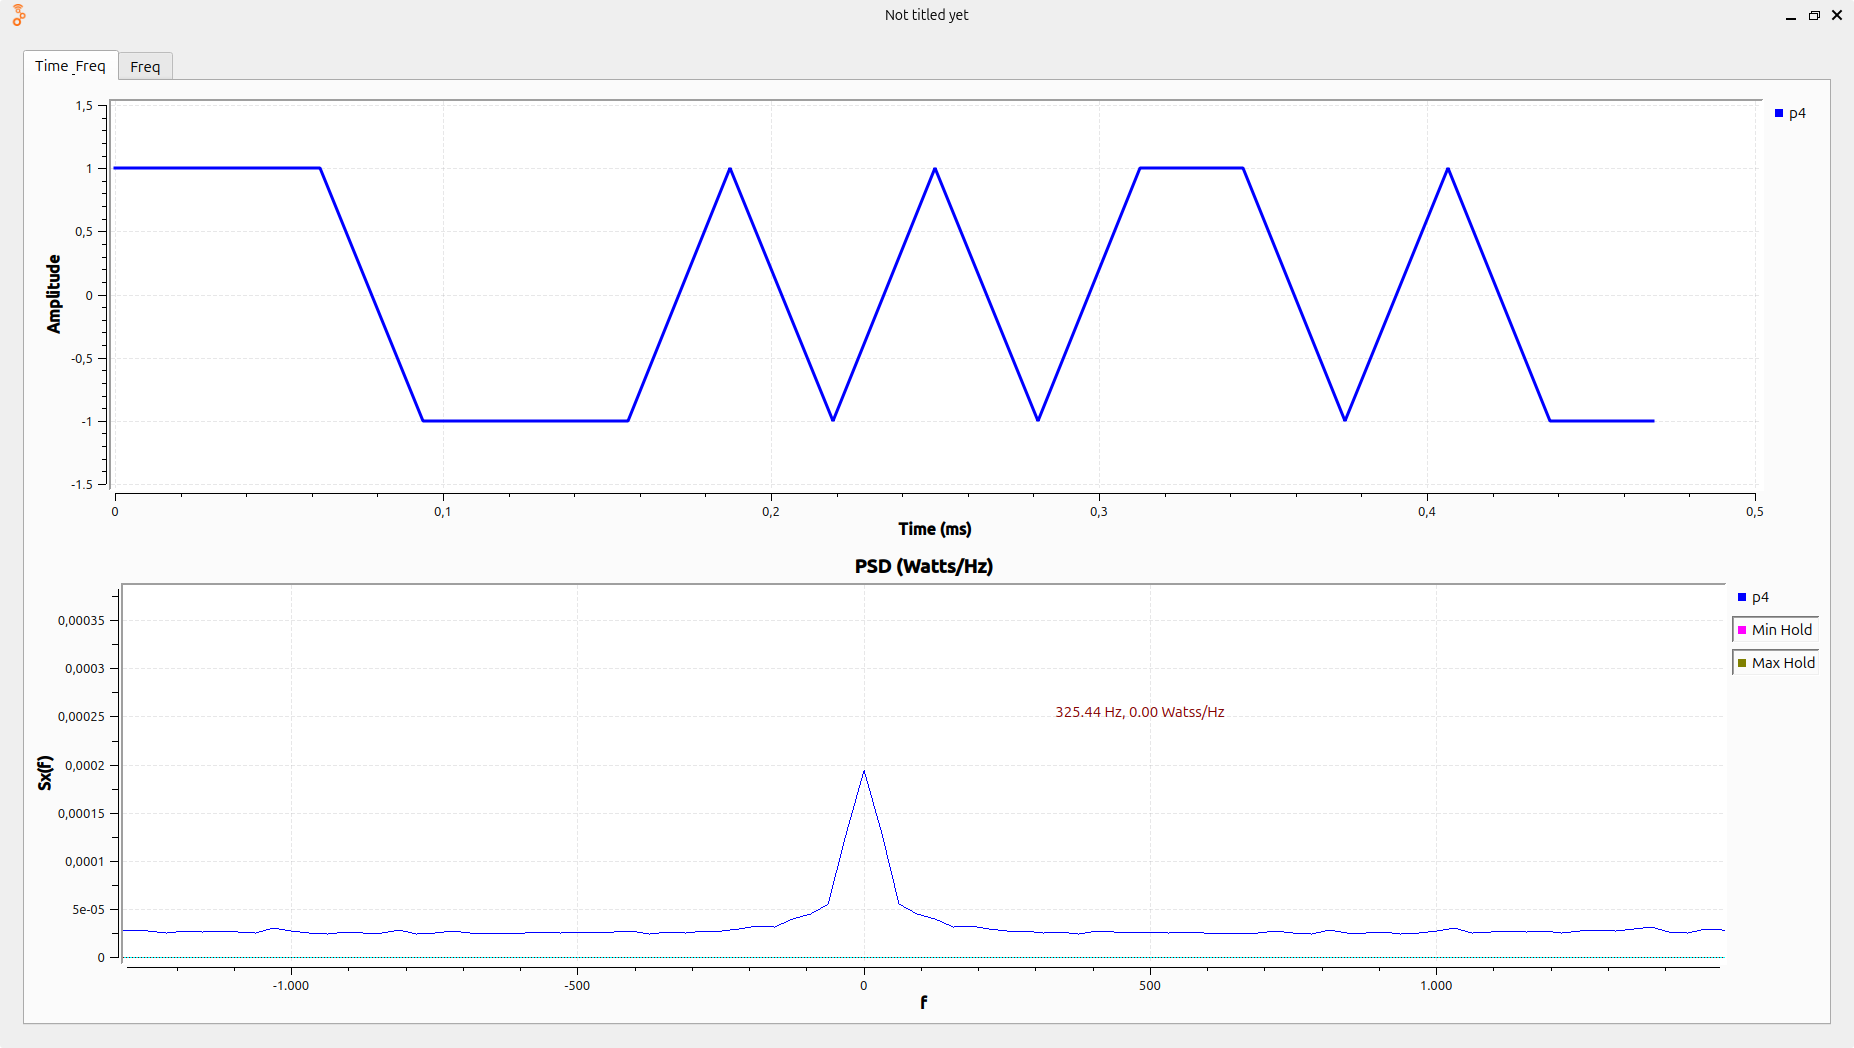 Not titled yet
Time_Freq
Freq
1,5
1
0,5
0
-0,5
-1
-1.5
Amplitude
0
0,1
0,2
0,3
0,4
0,5
Time (ms)
p4
PSD (Watts/Hz)
0,00035
0,0003
0,00025
0,0002
0,00015
0,0001
5e-05
0
Sx(f)
325.44 Hz, 0.00 Watss/Hz
-1.000
-500
0
500
1.000
f
p4
Min Hold
Max Hold